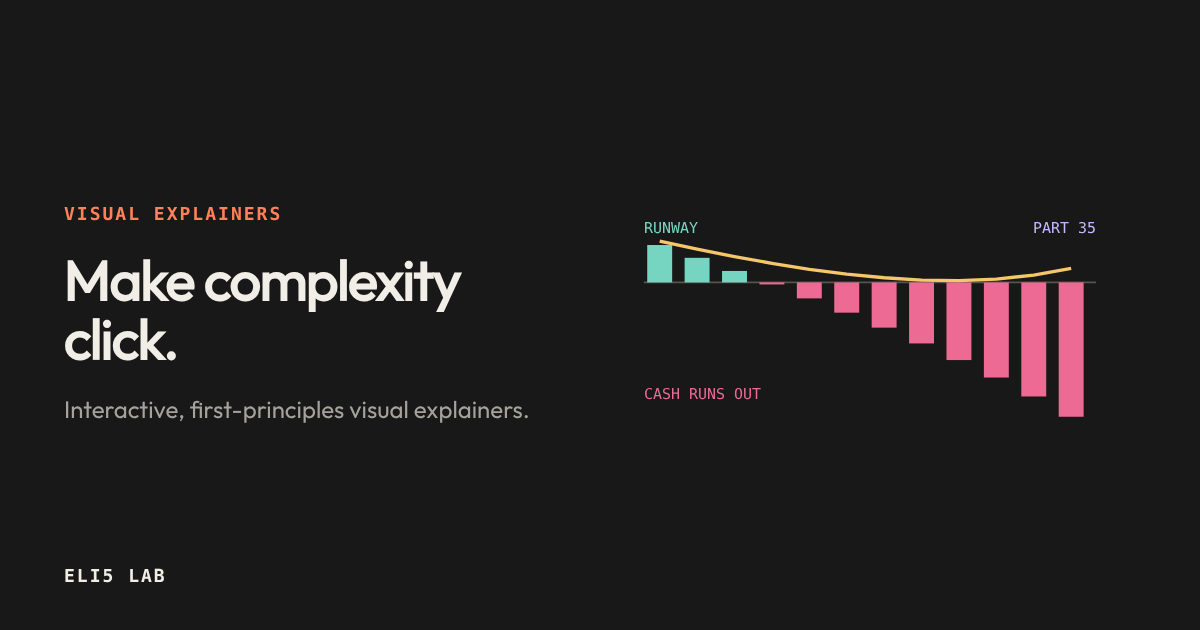 VISUAL EXPLAINERS
Make complexity
click.
Interactive, first-principles visual explainers.
ELI5 LAB
RUNWAY
PART 35
CASH RUNS OUT